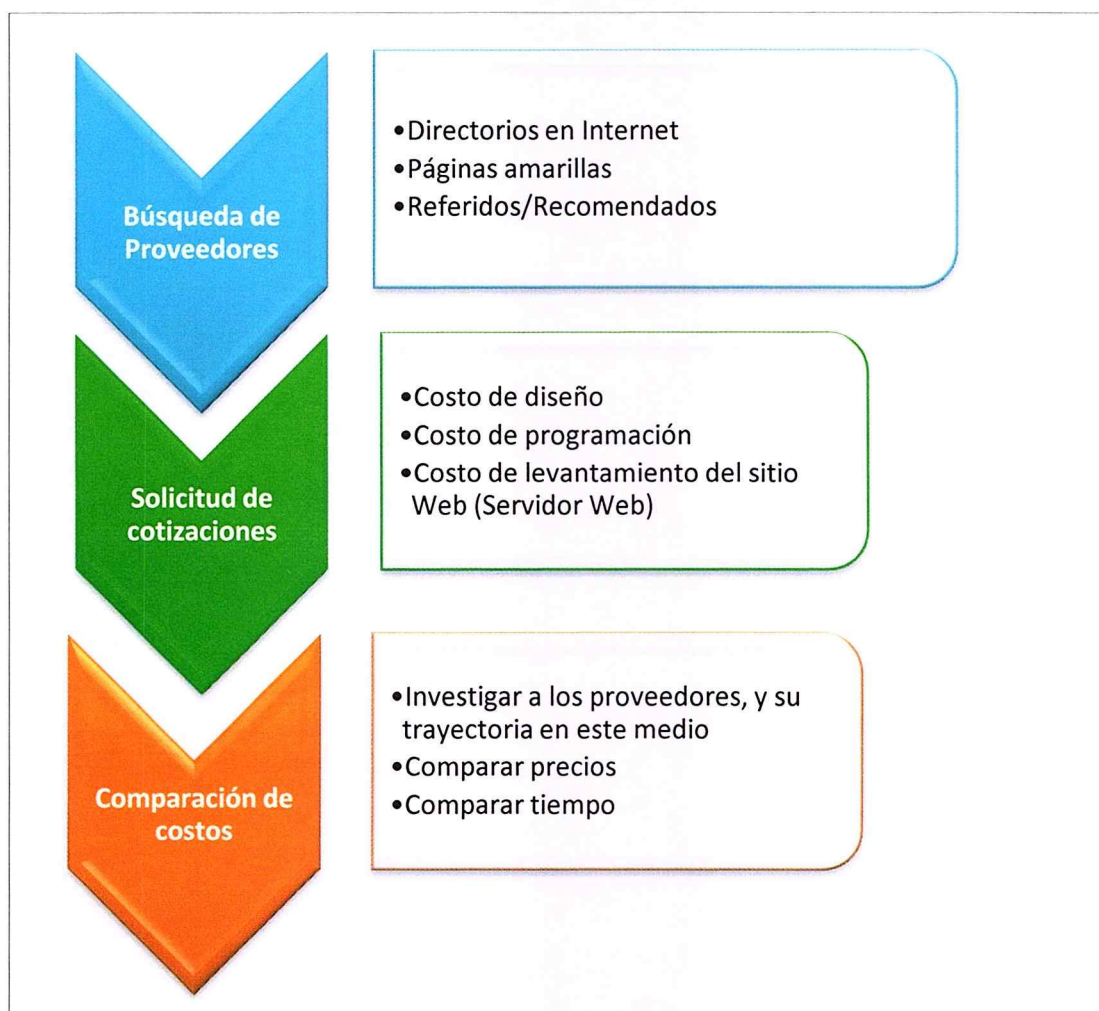 Búsqueda de
Proveedores
•Directorios en Internet
•Páginas amarillas
•Referidos/Recomendados
Solicitud de
cotizaciones
•Costo de diseño
•Costo de programación
•Costo de levantamiento del sitio
Web (Servidor Web)
Comparación de
costos
•Investigar a los proveedores, y su
trayectoria en este medio
•Comparar precios
•Comparar tiempo